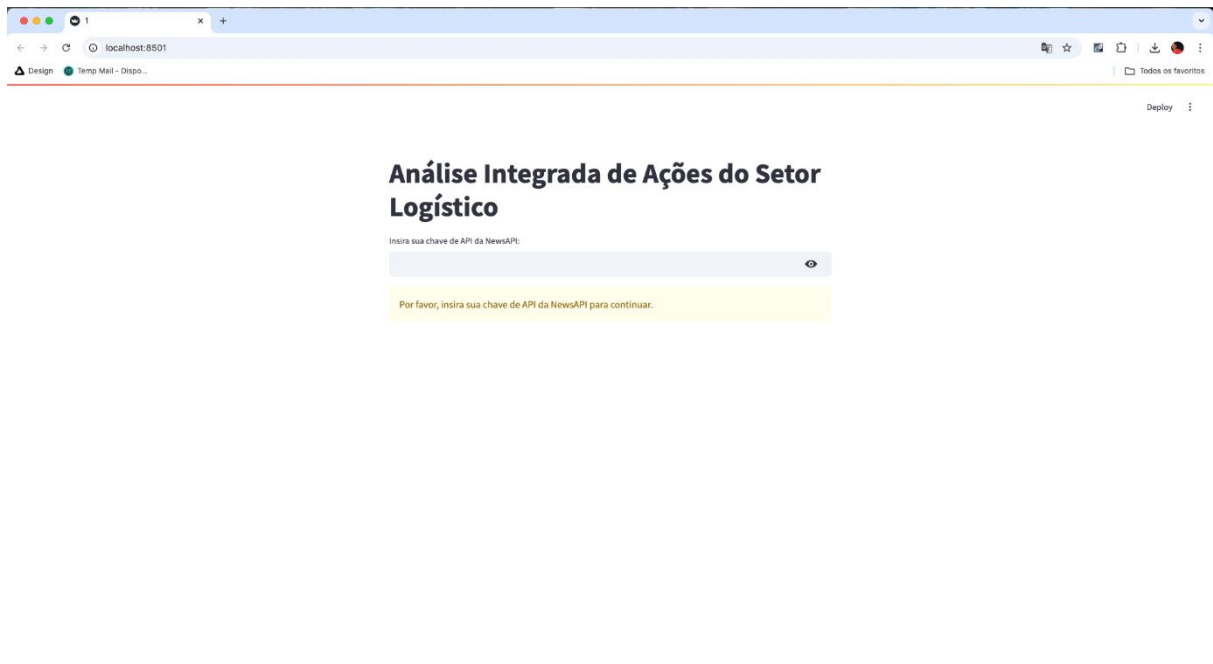 1
localhost:8501
Design
Temp Mail - Dispo...
Todos os favoritos
Deploy
Análise Integrada de Ações do Setor
Logístico
Insira sua chave de API da NewsAPI:
Por favor, insira sua chave de API da NewsAPI para continuar.